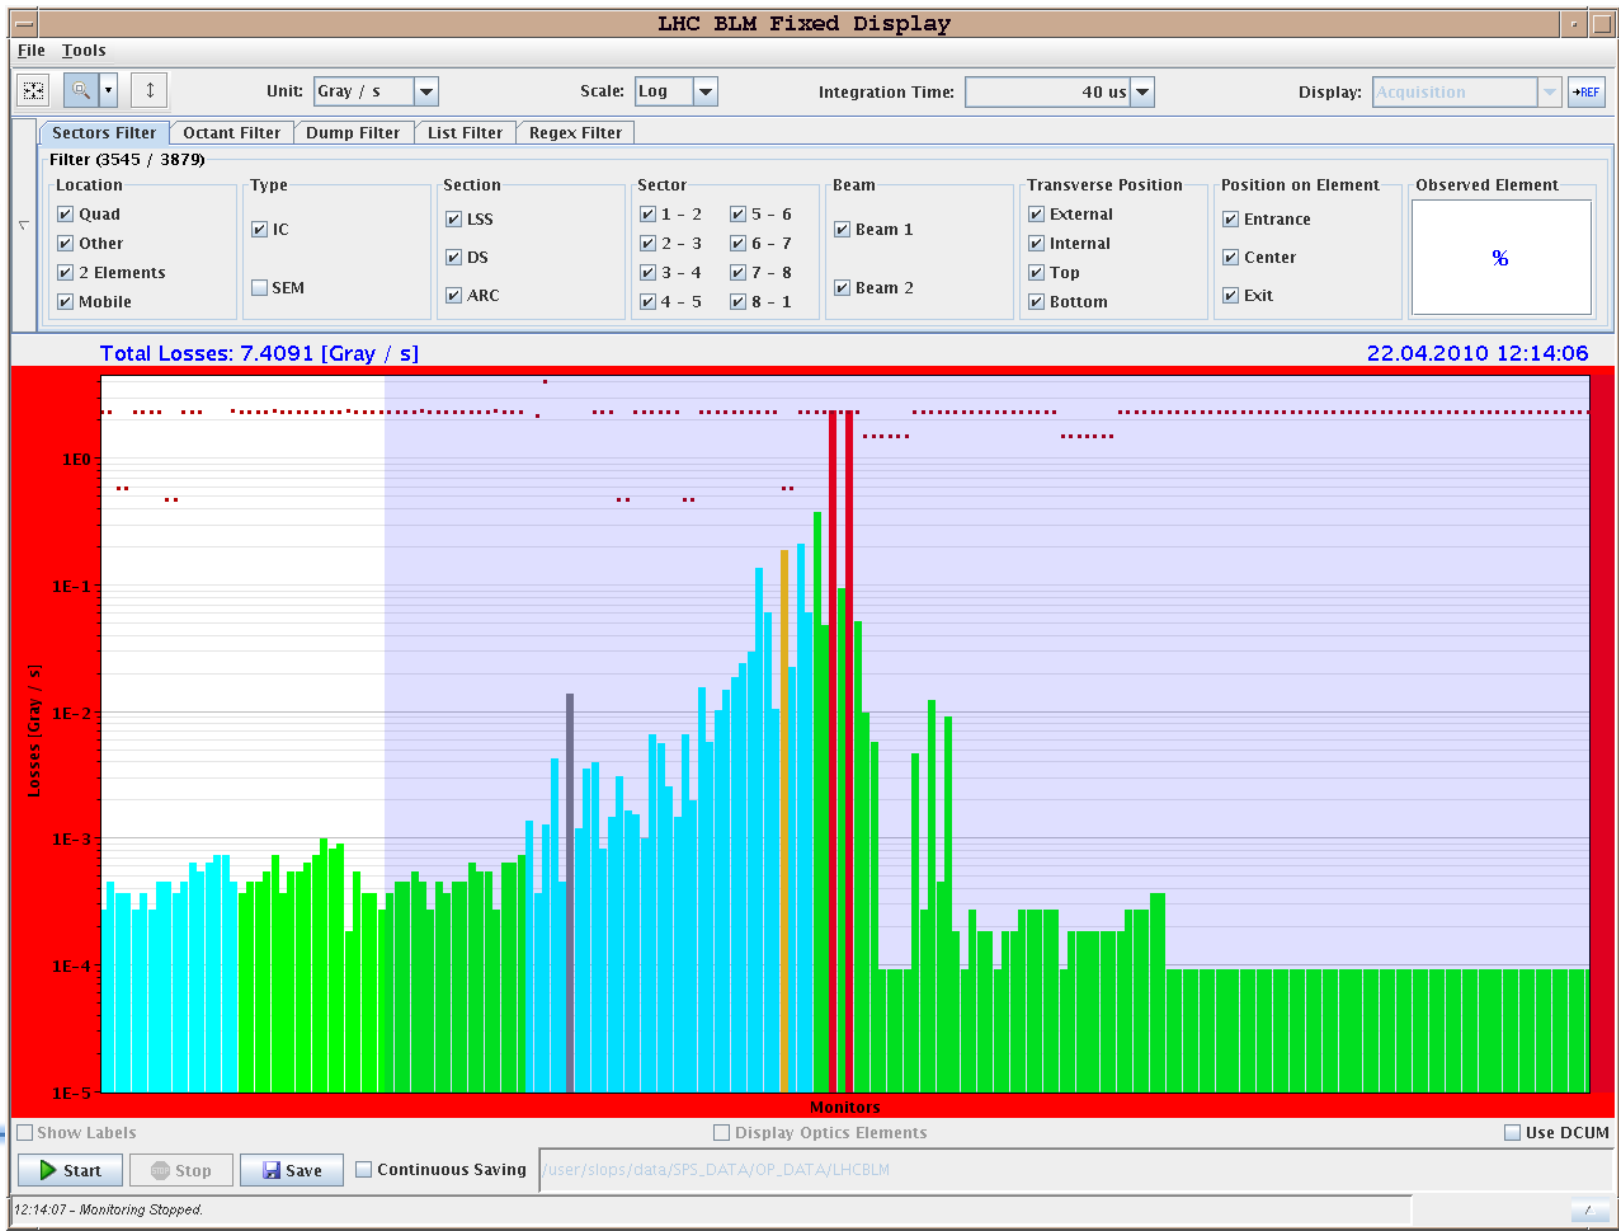 LHC BLM Fixed Display
File Tools
Unit: Gray / s Scale: Log Integration Time: 40 us Display: Acquisition →REF
Sectors Filter Octant Filter Dump Filter List Filter Regex Filter
Filter (3545 / 3879)
Location Type Section Sector Beam Transverse Position Position on Element Observed Element
Quad IC LSS 1 - 2 5 - 6 Beam 1 External Entrance %
Other 2 - 3 6 - 7 Internal
2 Elements SEM DS 3 - 4 7 - 8 Beam 2 Top Center
Mobile ARC 4 - 5 8 - 1 Bottom Exit
Total Losses: 7.4091 [Gray / s] 22.04.2010 12:14:06
1E0
1E-1
1E-2
1E-3
1E-4
1E-5
Losses [Gray / s]
Monitors
Show Labels Display Optics Elements Use DCUM
Start STOP Stop Save Continuous Saving /user/slops/data/SPS_DATA/OP_DATA/LHCBLM
12:14:07 - Monitoring Stopped.